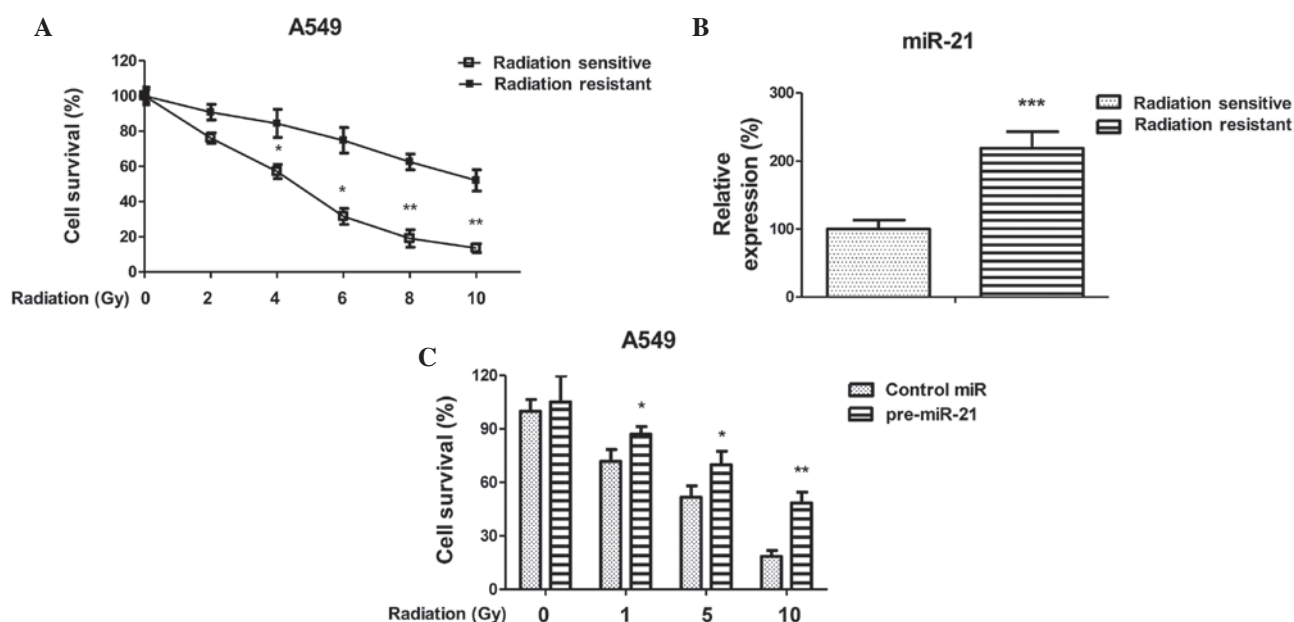 A
A549
Radiation sensitive
Radiation resistant
Cell survival (%)
120
100
80
60
40
20
0
*
*
**
**
Radiation (Gy) 0 2 4 6 8 10
B
miR-21
Radiation sensitive
Radiation resistant
Relative
expression (%)
300
200
100
0
***
C
A549
Control miR
pre-miR-21
Cell survival (%)
120
90
60
30
0
*
*
**
Radiation (Gy) 0 1 5 10